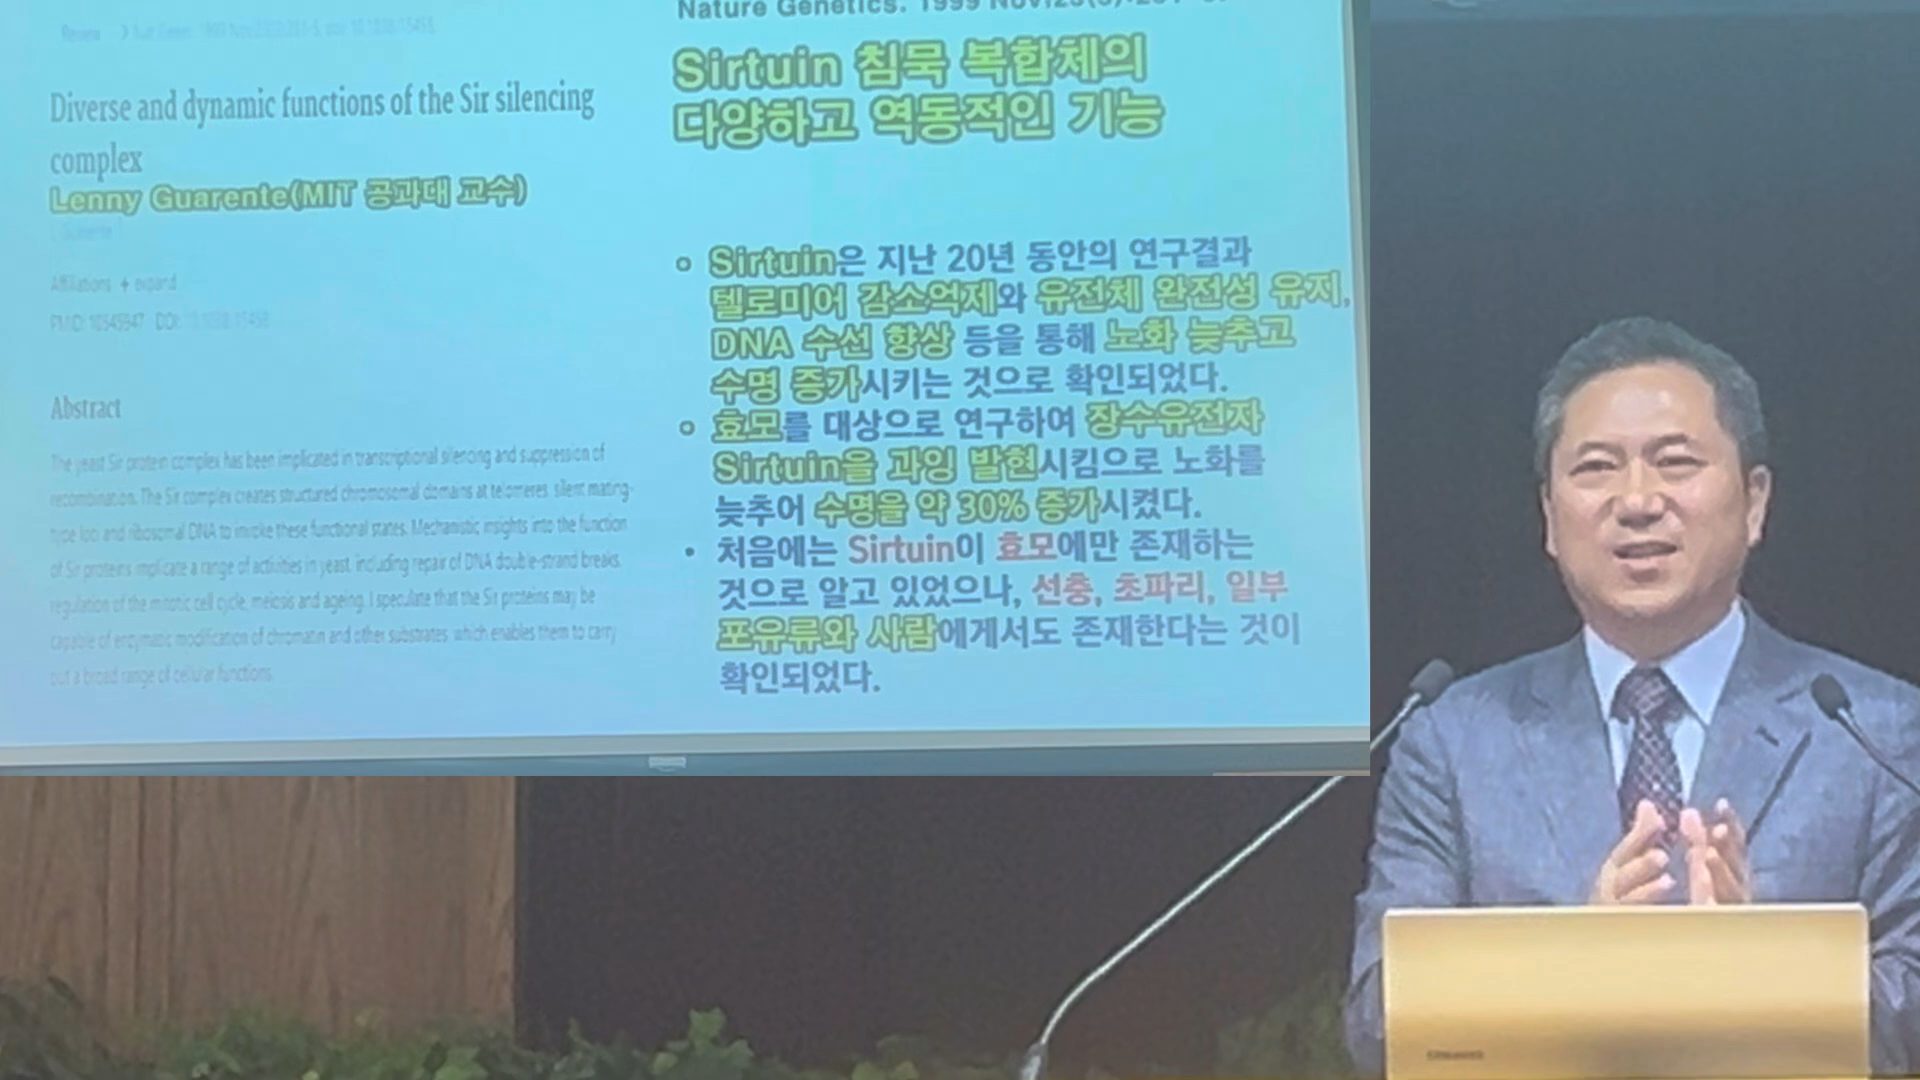 Review
Diverse and dynamic functions of the Sir silencing
complex
Lenny Guarente(MIT 공과대 교수)
Guarente
Affiliations + expand
PMID: 10545947 DOI:
Abstract
The yeast Sir protein complex has been implicated in transcriptional silencing and suppression of
recombination. The Sir complex creates structured chromosomal domains at telomeres, silent mating-
type loci and ribosomal DNA to invoke these functional states. Mechanistic insights into the function
of Sir proteins implicate a range of activities in yeast, including repair of DNA double-strand breaks,
regulation of the mitotic cell cycle, meiosis and ageing. I speculate that the Sir proteins may be
capable of enzymatic modification of chromatin and other substrates, which enables them to carry
out a broad range of cellular functions.
Nature Genetics. 1999 Nov;
Sirtuin 침묵 복합체의
다양하고 역동적인 기능
Sirtuin은 지난 20년 동안의 연구결과
텔로미어 감소억제와 유전체 완전성 유지,
DNA 수선 향상 등을 통해 노화 늦추고
수명 증가시키는 것으로 확인되었다.
효모를 대상으로 연구하여 장수유전자
Sirtuin을 과잉 발현시킴으로 노화를
늦추어 수명을 약 30% 증가시켰다.
• 처음에는 Sirtuin이 효모에만 존재하는
것으로 알고 있었으나, 선충, 초파리, 일부
포유류와 사람에게서도 존재한다는 것이
확인되었다.